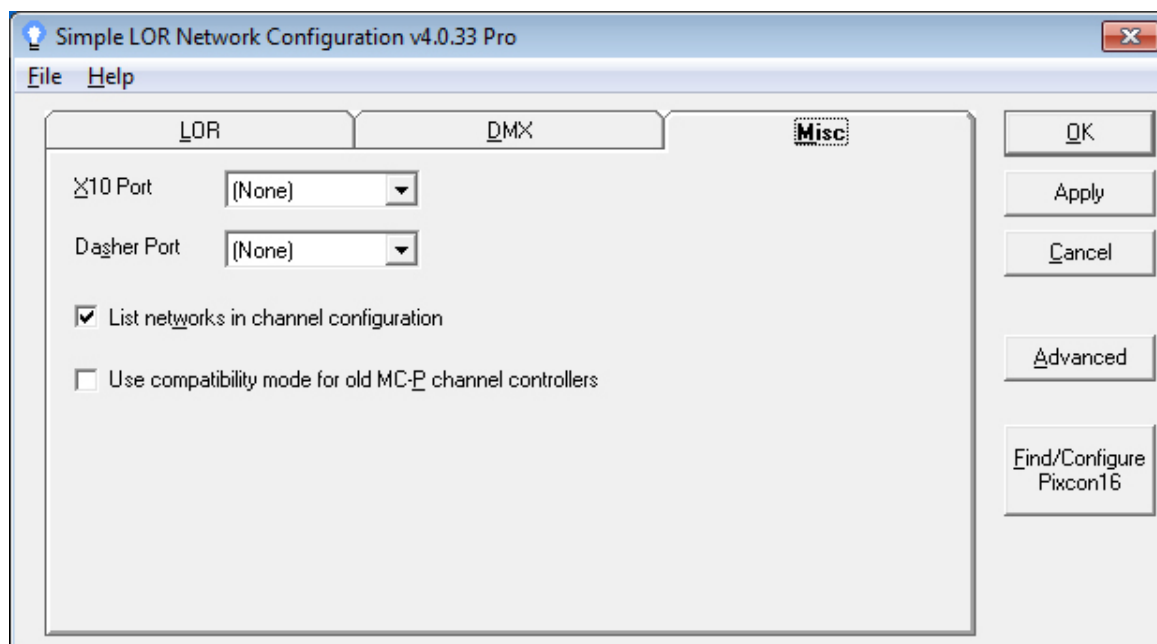 Simple LOR Network Configuration v4.0.33 Pro
File Help
LOR DMX Misc
OK
X10 Port (None)
Apply
Dasher Port (None)
Cancel
List networks in channel configuration
Advanced
Use compatibility mode for old MC-P channel controllers
Find/Configure
Pixcon16